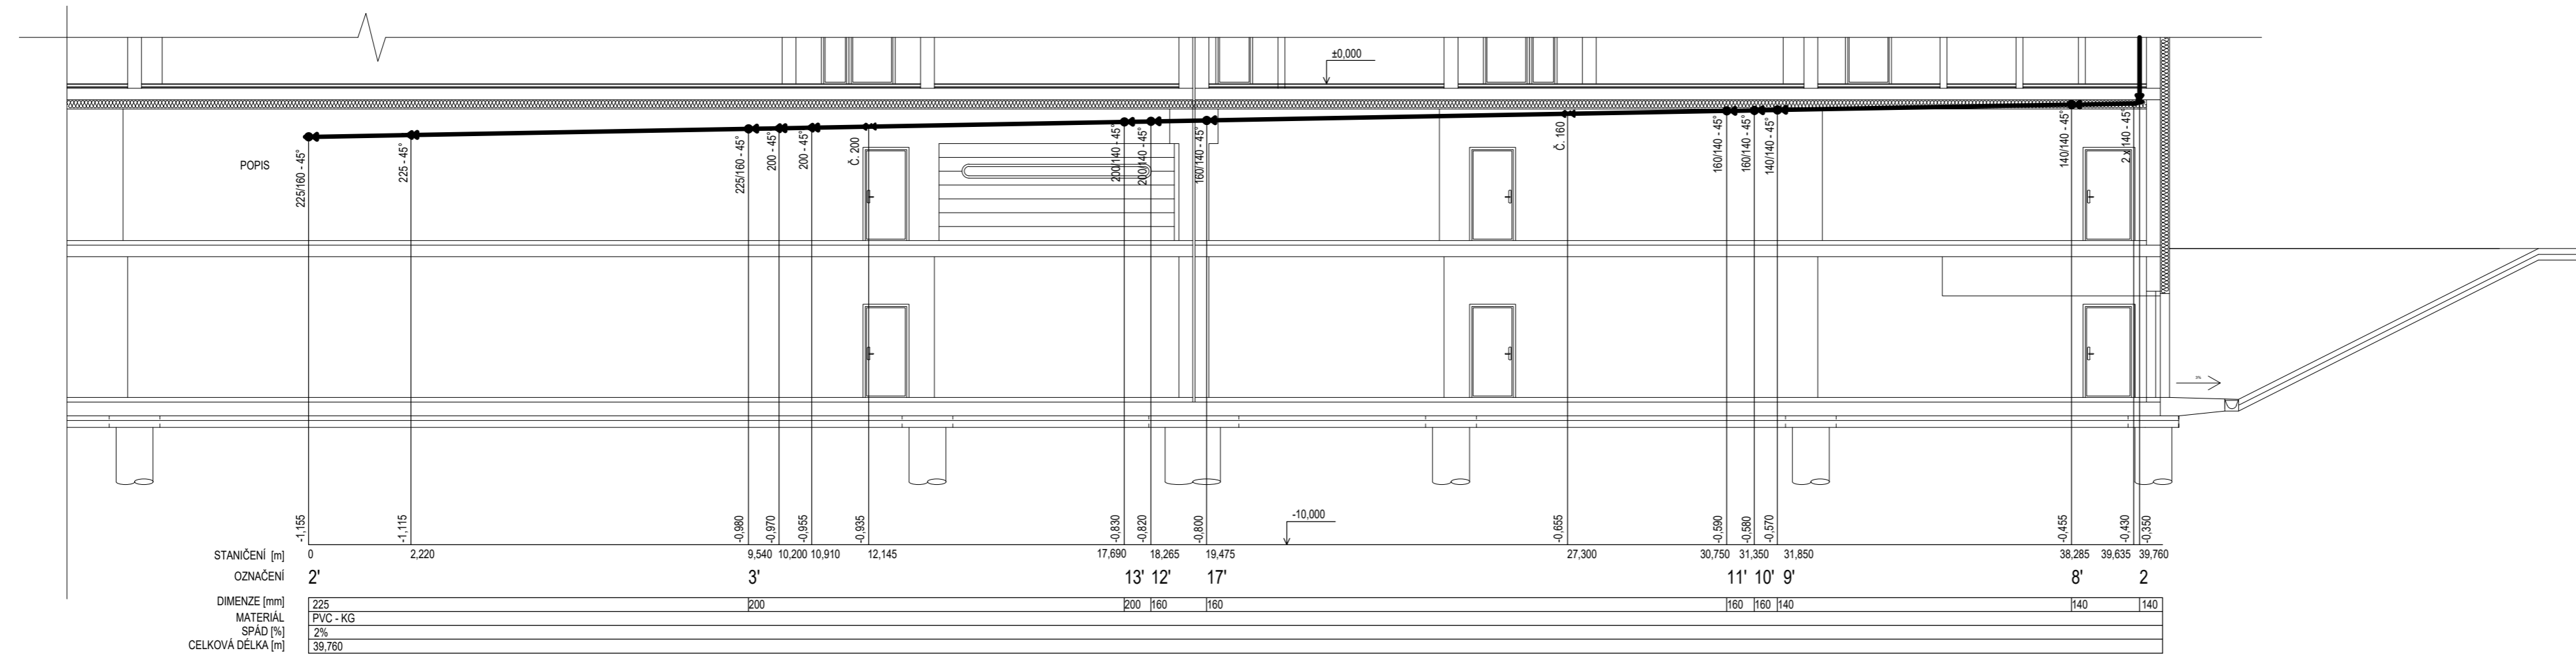 ±0,000
POPIS
225/160 - 45°
225 - 45°
225/160 - 45°
200 - 45°
200 - 45°
Č. 200
200/140 - 45°
200/140 - 45°
160/140 - 45°
Č. 160
160/140 - 45°
160/140 - 45°
140/140 - 45°
140/140 - 45°
2 x 140 - 45°
-10,000
-1,155 -1,115 -0,980 -0,970 -0,955 -0,935 -0,830 -0,820 -0,800 -0,655 -0,590 -0,580 -0,570 -0,455 -0,430 -0,350
STANIČENÍ [m] 0 2,220 9,540 10,200 10,910 12,145 17,690 18,265 19,475 27,300 30,750 31,350 31,850 38,285 39,635 39,760
OZNAČENÍ 2' 3' 13' 12' 17' 11' 10' 9' 8' 2
DIMENZE [mm] 225 200 200 160 160 160 160 140 140 140
MATERIÁL PVC - KG
SPÁD [%] 2%
CELKOVÁ DÉLKA [m] 39,760